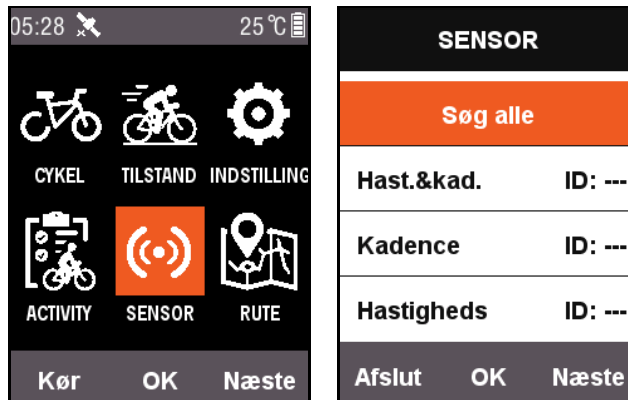 05:28 25℃
CYKEL TILSTAND INDSTILLING
ACTIVITY SENSOR RUTE
Kør OK Næste
SENSOR
Søg alle
Hast.&kad. ID: ---
Kadence ID: ---
Hastigheds ID: ---
Afslut OK Næste